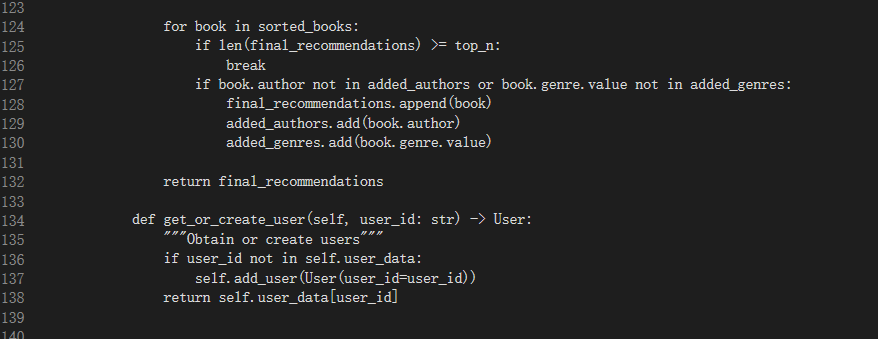 123
124 for book in sorted_books:
125 if len(final_recommendations) >= top_n:
126 break
127 if book.author not in added_authors or book.genre.value not in added_genres:
128 final_recommendations.append(book)
129 added_authors.add(book.author)
130 added_genres.add(book.genre.value)
131
132 return final_recommendations
133
134 def get_or_create_user(self, user_id: str) -> User:
135 """Obtain or create users"""
136 if user_id not in self.user_data:
137 self.add_user(User(user_id=user_id))
138 return self.user_data[user_id]
139
140